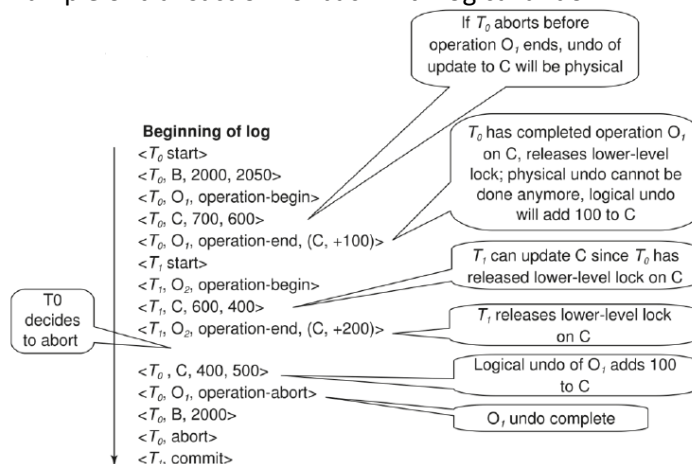 If T0 aborts before
operation O1 ends, undo of
update to C will be physical
Beginning of log
<T0 start>
<T0, B, 2000, 2050>
<T0, O1, operation-begin>
<T0, C, 700, 600>
<T0, O1, operation-end, (C, +100)>
<T1 start>
<T1, O2, operation-begin>
<T1, C, 600, 400>
<T1, O2, operation-end, (C, +200)>
<T0 , C, 400, 500>
<T0, O1, operation-abort>
<T0, B, 2000>
<T0, abort>
<T1, commit>
T0 has completed operation O1
on C, releases lower-level
lock; physical undo cannot be
done anymore, logical undo
will add 100 to C
T1 can update C since T0 has
released lower-level lock on C
T1 releases lower-level lock
on C
T0
decides
to abort
Logical undo of O1 adds 100
to C
O1 undo complete